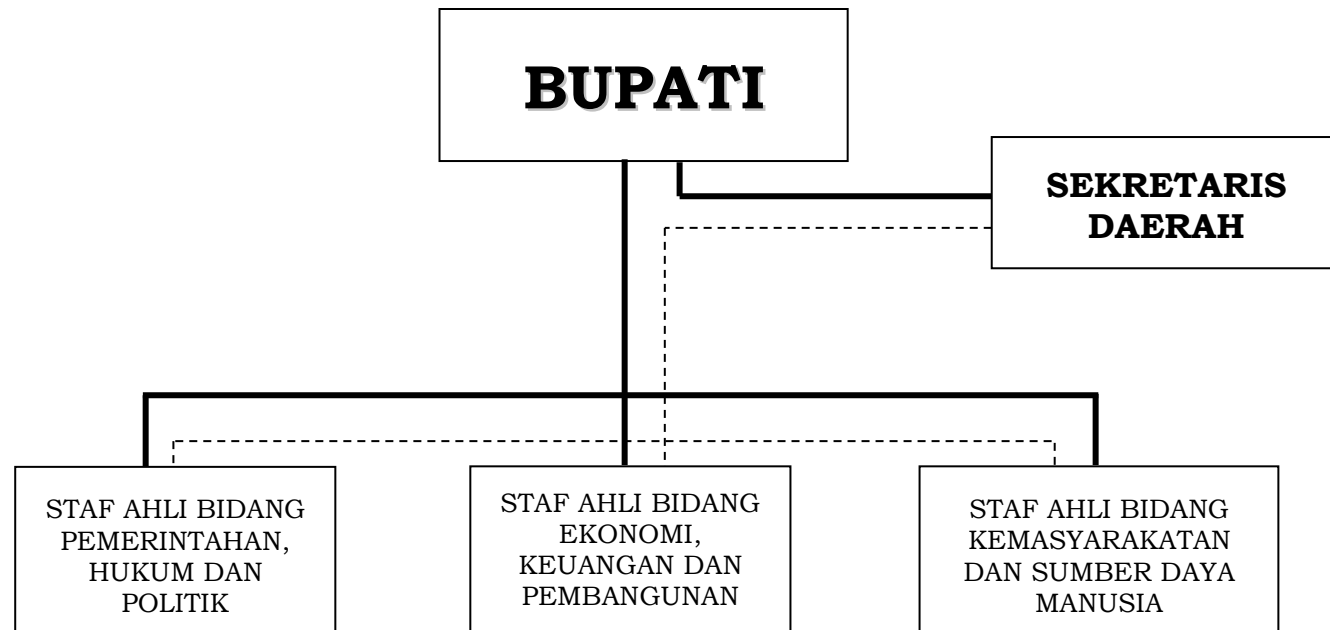 BUPATI
SEKRETARIS
DAERAH
STAF AHLI BIDANG
PEMERINTAHAN,
HUKUM DAN
POLITIK
STAF AHLI BIDANG
EKONOMI,
KEUANGAN DAN
PEMBANGUNAN
STAF AHLI BIDANG
KEMASYARAKATAN
DAN SUMBER DAYA
MANUSIA